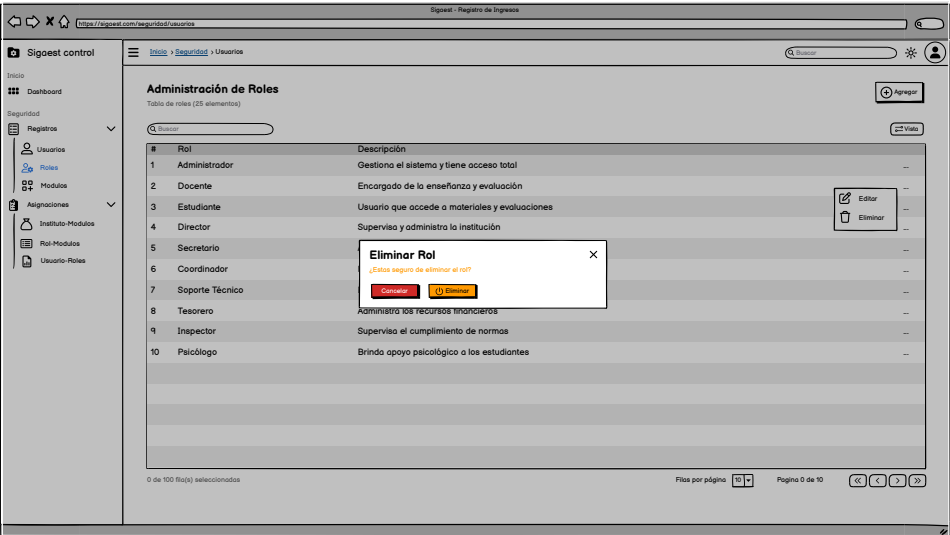 Sigaest - Registro de Ingresos
https://sigaest.com/seguridad/usuarios
Sigaest control
Inicio > Seguridad > Usuarios
Buscar
Inicio
Dashboard
Seguridad
Registros
Usuarios
Roles
Modulos
Asignaciones
Instituto-Modulos
Rol-Modulos
Usuario-Roles
Administración de Roles
Tabla de roles (25 elementos)
Agregar
Buscar
Vista
# Rol Descripción
1 Administrador Gestiona el sistema y tiene acceso total ...
2 Docente Encargado de la enseñanza y evaluación ...
3 Estudiante Usuario que accede a materiales y evaluaciones ...
4 Director Supervisa y administra la institución ...
5 Secretario ...
6 Coordinador ...
7 Soporte Técnico ...
8 Tesorero Administra los recursos financieros ...
9 Inspector Supervisa el cumplimiento de normas ...
10 Psicólogo Brinda apoyo psicológico a los estudiantes ...
Editar
Eliminar
Eliminar Rol
¿Estas seguro de eliminar el rol?
Cancelar Eliminar
0 de 100 fila(s) seleccionadas
Filas por página 10 Pagina 0 de 10